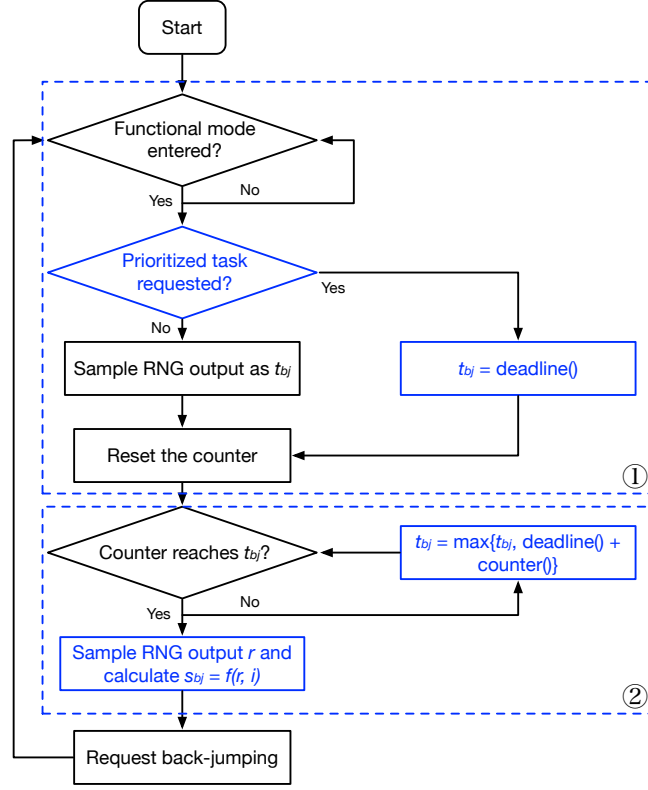 Start
Functional mode
entered?
No
Yes
Prioritized task
requested?
Yes
No
Sample RNG output as tbj
tbj = deadline()
Reset the counter
①
Counter reaches tbj?
tbj = max{tbj, deadline() +
counter()}
No
Yes
Sample RNG output r and
calculate sbj = f(r, i)
②
Request back-jumping